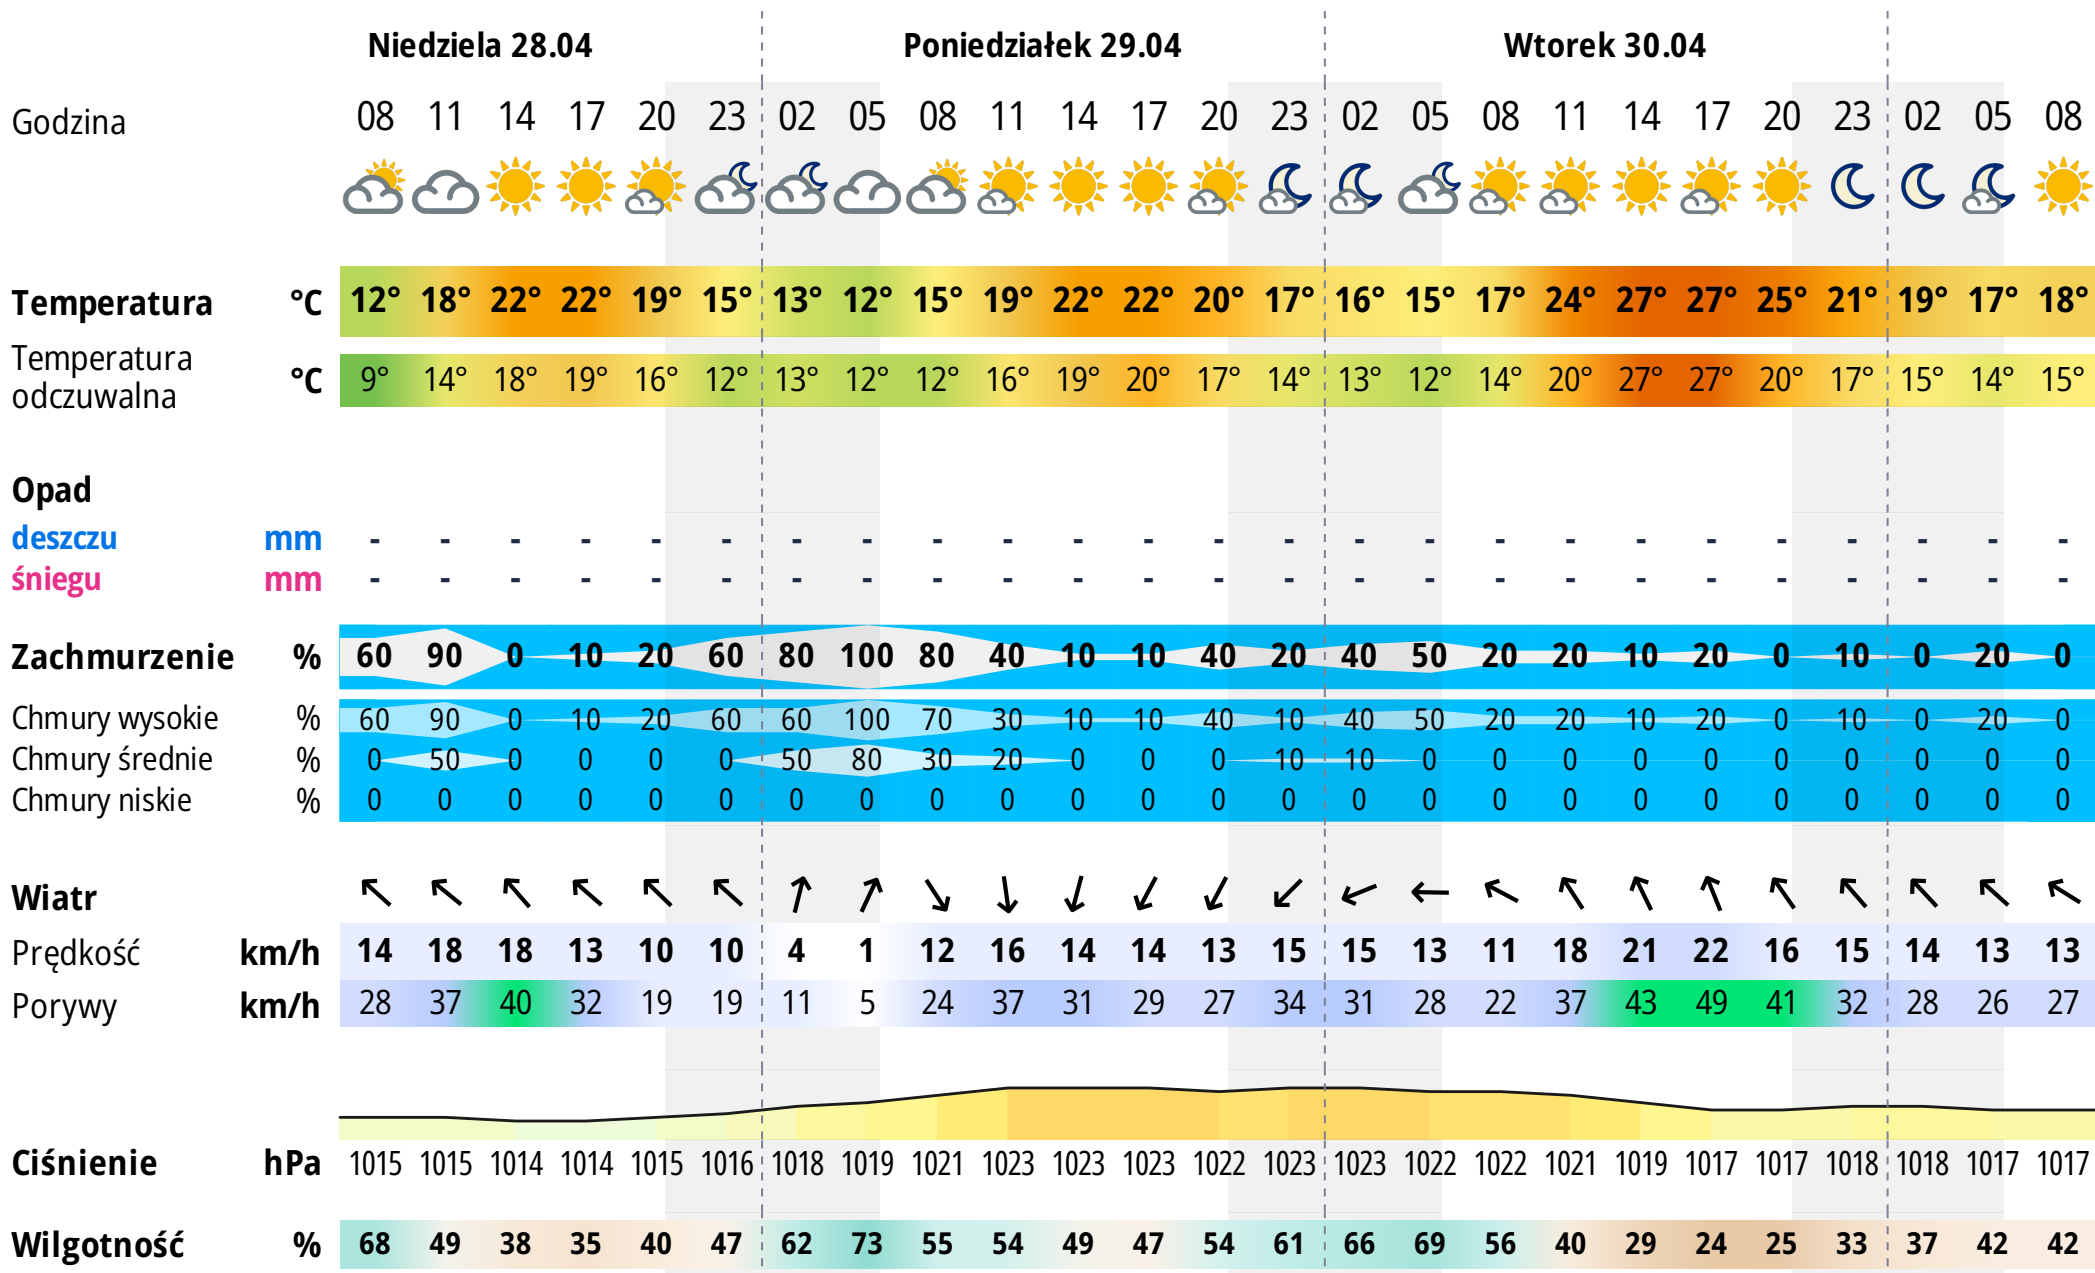 Niedziela 28.04 Poniedziałek 29.04 Wtorek 30.04
Godzina 08 11 14 17 20 23 02 05 08 11 14 17 20 23 02 05 08 11 14 17 20 23 02 05 08
Temperatura °C 12° 18° 22° 22° 19° 15° 13° 12° 15° 19° 22° 22° 20° 17° 16° 15° 17° 24° 27° 27° 25° 21° 19° 17° 18°
Temperatura
odczuwalna °C 9° 14° 18° 19° 16° 12° 13° 12° 12° 16° 19° 20° 17° 14° 13° 12° 14° 20° 27° 27° 20° 17° 15° 14° 15°
Opad
deszczu mm - - - - - - - - - - - - - - - - - - - - - - - - -
śniegu mm - - - - - - - - - - - - - - - - - - - - - - - - -
Zachmurzenie % 60 90 0 10 20 60 80 100 80 40 10 10 40 20 40 50 20 20 10 20 0 10 0 20 0
Chmury wysokie % 60 90 0 10 20 60 60 100 70 30 10 10 40 10 40 50 20 20 10 20 0 10 0 20 0
Chmury średnie % 0 50 0 0 0 0 50 80 30 20 0 0 0 10 10 0 0 0 0 0 0 0 0 0 0
Chmury niskie % 0 0 0 0 0 0 0 0 0 0 0 0 0 0 0 0 0 0 0 0 0 0 0 0 0
Wiatr
Prędkość km/h 14 18 18 13 10 10 4 1 12 16 14 14 13 15 15 13 11 18 21 22 16 15 14 13 13
Porywy km/h 28 37 40 32 19 19 11 5 24 37 31 29 27 34 31 28 22 37 43 49 41 32 28 26 27
Ciśnienie hPa 1015 1015 1014 1014 1015 1016 1018 1019 1021 1023 1023 1023 1022 1023 1023 1022 1022 1021 1019 1017 1017 1018 1018 1017 1017
Wilgotność % 68 49 38 35 40 47 62 73 55 54 49 47 54 61 66 69 56 40 29 24 25 33 37 42 42